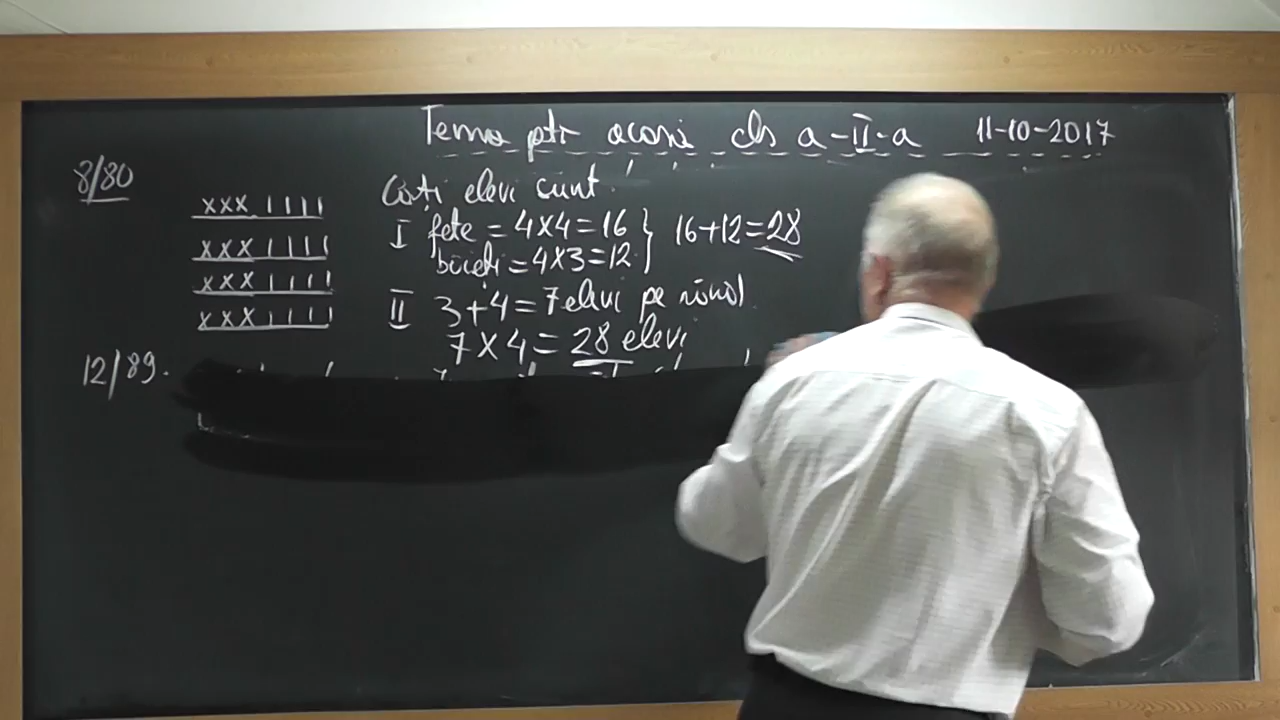 Tema ptr acasă cls a-II-a 11-10-2017
8/80
Câți elevi sunt.
XXX IIII
I fete = 4X4=16
băieți = 4X3=12 } 16+12=28
XXX IIII
XXX IIII
II 3+4=7 elevi pe rând
XXX IIII
7X4= 28 elevi
12/89.